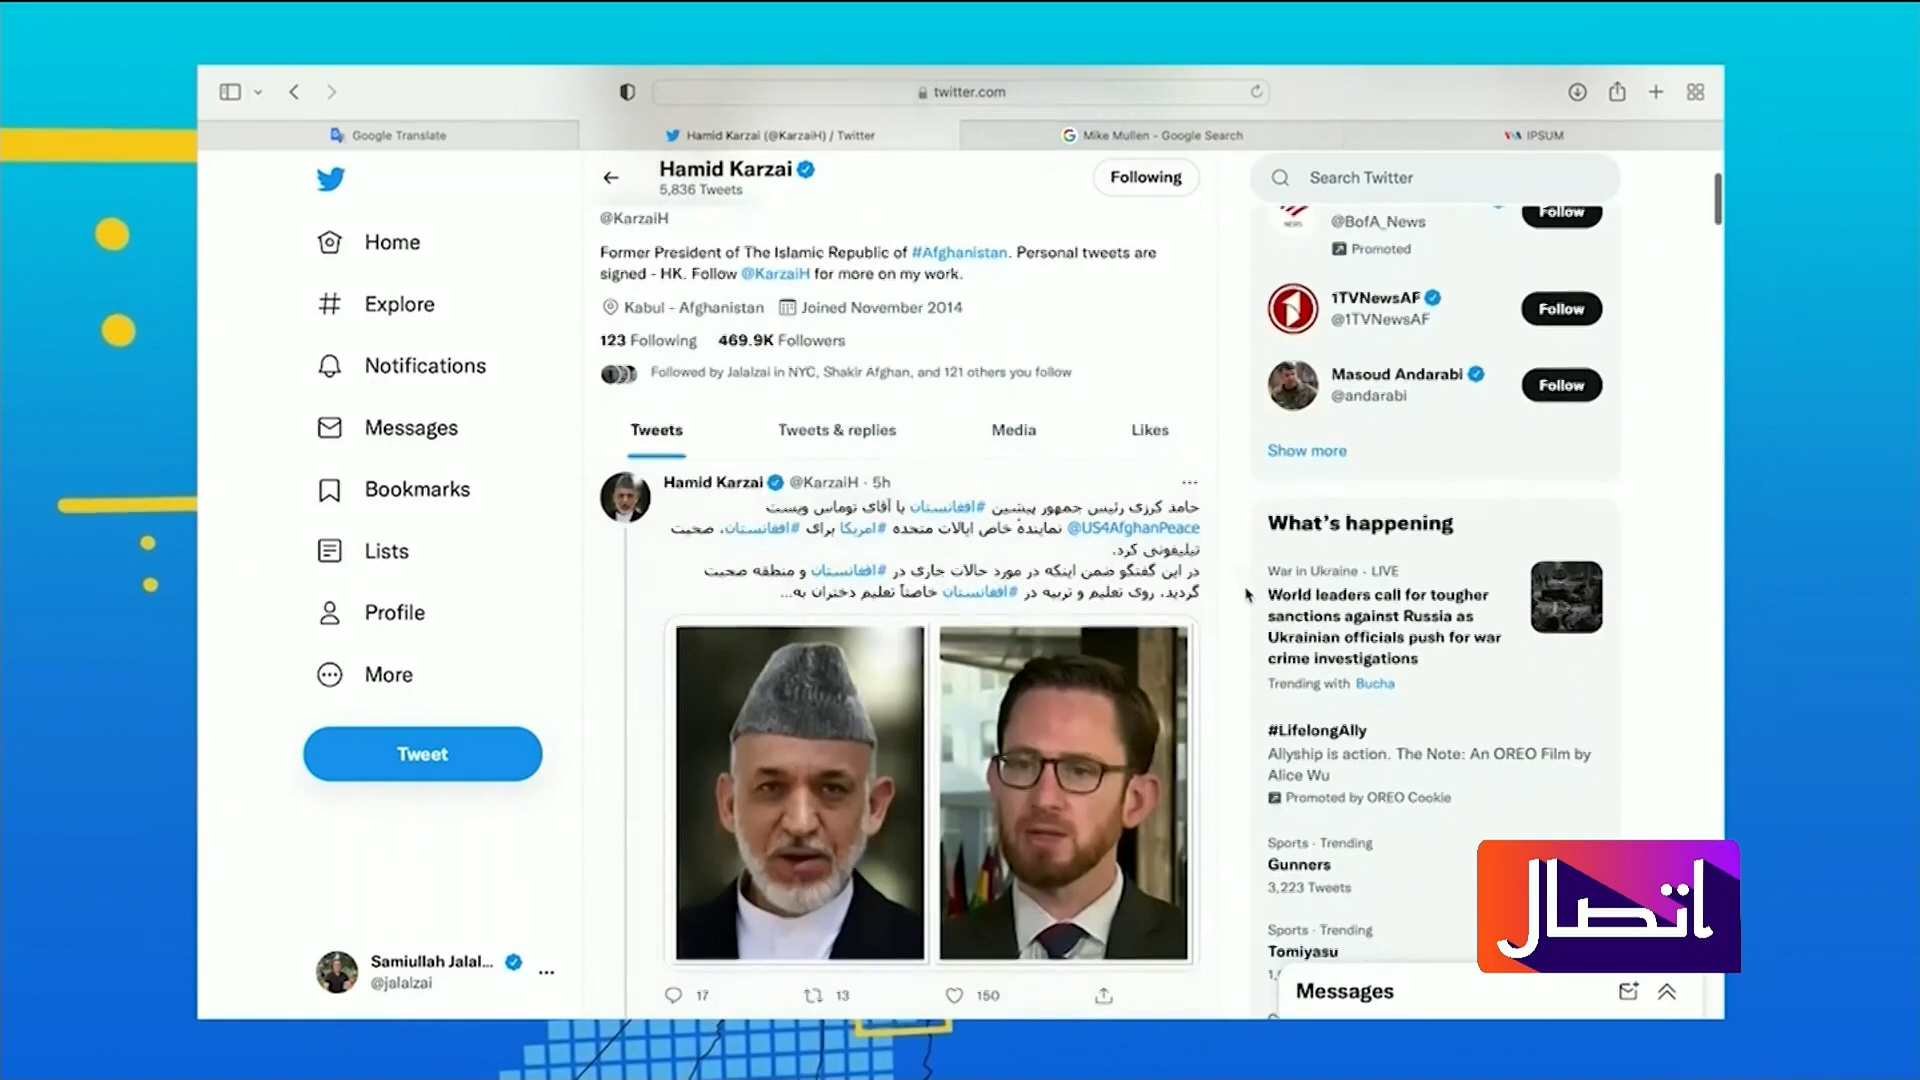 twitter.com
Google Translate
Hamid Karzai (@KarzaiH) / Twitter
Mike Mullen - Google Search
VOA IPSUM
Hamid Karzai
5,836 Tweets
Following
@KarzaiH
Former President of The Islamic Republic of #Afghanistan. Personal tweets are
signed - HK. Follow @KarzaiH for more on my work.
Kabul - Afghanistan Joined November 2014
123 Following 469.9K Followers
Followed by Jalalzai in NYC, Shakir Afghan, and 121 others you follow
Tweets
Tweets & replies
Media
Likes
Hamid Karzai @KarzaiH · 5h
حامد کرزی رئیس جمهور پیشین #افغانستان با آقای توماس ویست
@US4AfghanPeace نمایندهٔ خاص ایالات متحده #امریکا برای #افغانستان، صحبت
تیلیفونی کرد.
در این گفتگو ضمن اینکه در مورد حالات جاری در #افغانستان و منطقه صحبت
گردید، روی تعلیم و تربیه در #افغانستان خاصتاً تعلیم دختران به...
17
13
150
Home
Explore
Notifications
Messages
Bookmarks
Lists
Profile
More
Tweet
Samiullah Jalal...
@jalalzai
Search Twitter
NEWS
@BofA_News
Follow
Promoted
1TVNewsAF
@1TVNewsAF
Follow
Masoud Andarabi
@andarabi
Follow
Show more
What's happening
War in Ukraine · LIVE
World leaders call for tougher
sanctions against Russia as
Ukrainian officials push for war
crime investigations
Trending with Bucha
#LifelongAlly
Allyship is action. The Note: An OREO Film by
Alice Wu
Promoted by OREO Cookie
Sports · Trending
Gunners
3,223 Tweets
Sports · Trending
Tomiyasu
Messages
اتصال